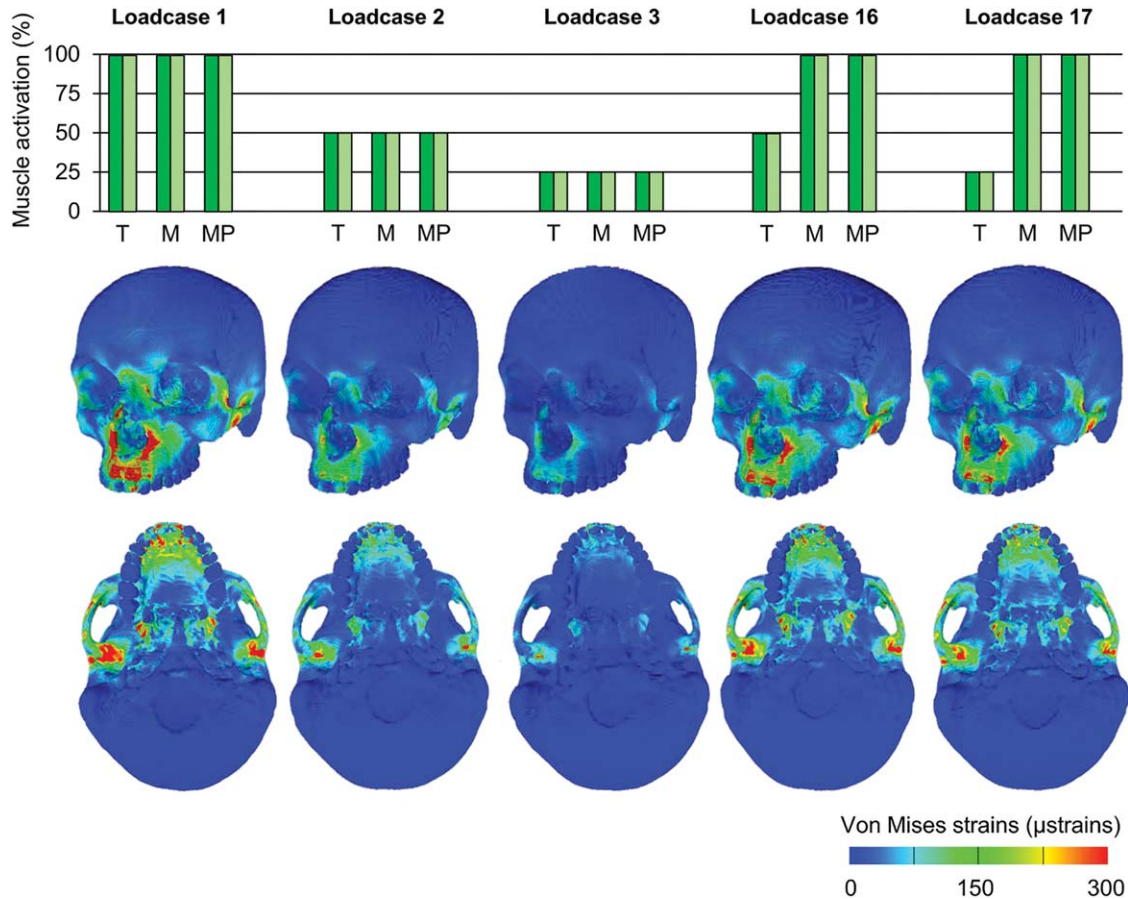 Loadcase 1 Loadcase 2 Loadcase 3 Loadcase 16 Loadcase 17
Muscle activation (%)
100
75
50
25
0
T M MP T M MP T M MP T M MP T M MP
Von Mises strains (µstrains)
0 150 300